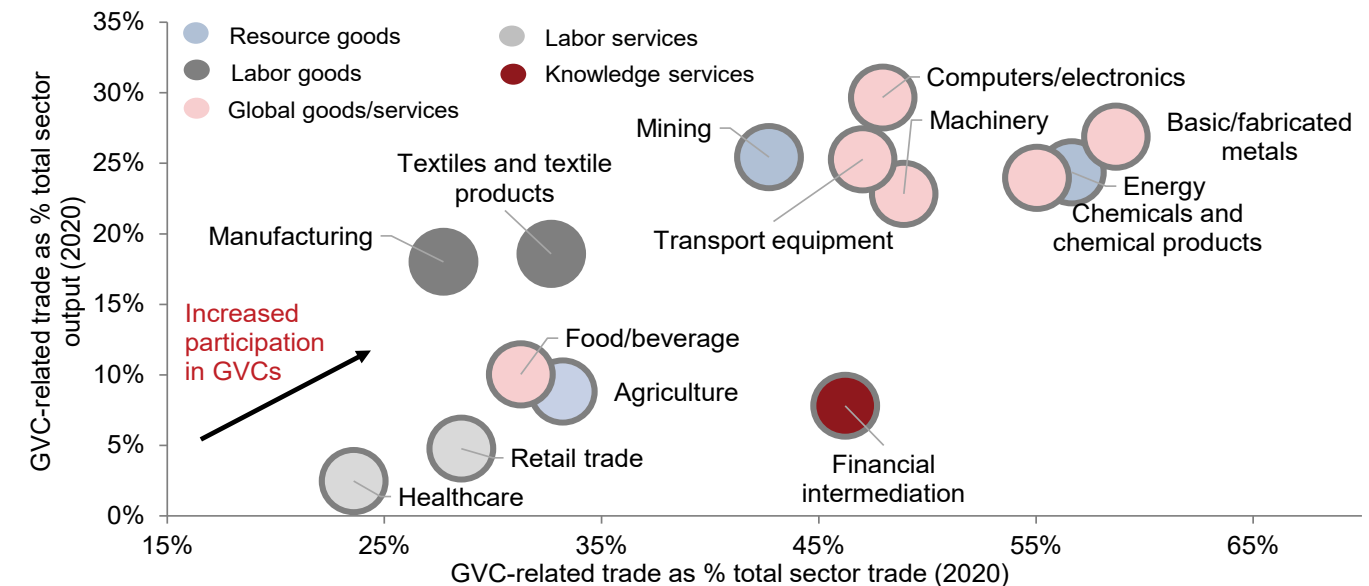 GVC-related trade as % total sector
output (2020)
35%
30%
25%
20%
15%
10%
5%
0%
Resource goods
Labor goods
Global goods/services
Labor services
Knowledge services
Computers/electronics
Mining
Machinery
Basic/fabricated
metals
Textiles and textile
products
Energy
Chemicals and
chemical products
Manufacturing
Transport equipment
Increased
participation
in GVCs
Food/beverage
Agriculture
Retail trade
Financial
intermediation
Healthcare
15%
25%
35%
45%
55%
65%
GVC-related trade as % total sector trade (2020)